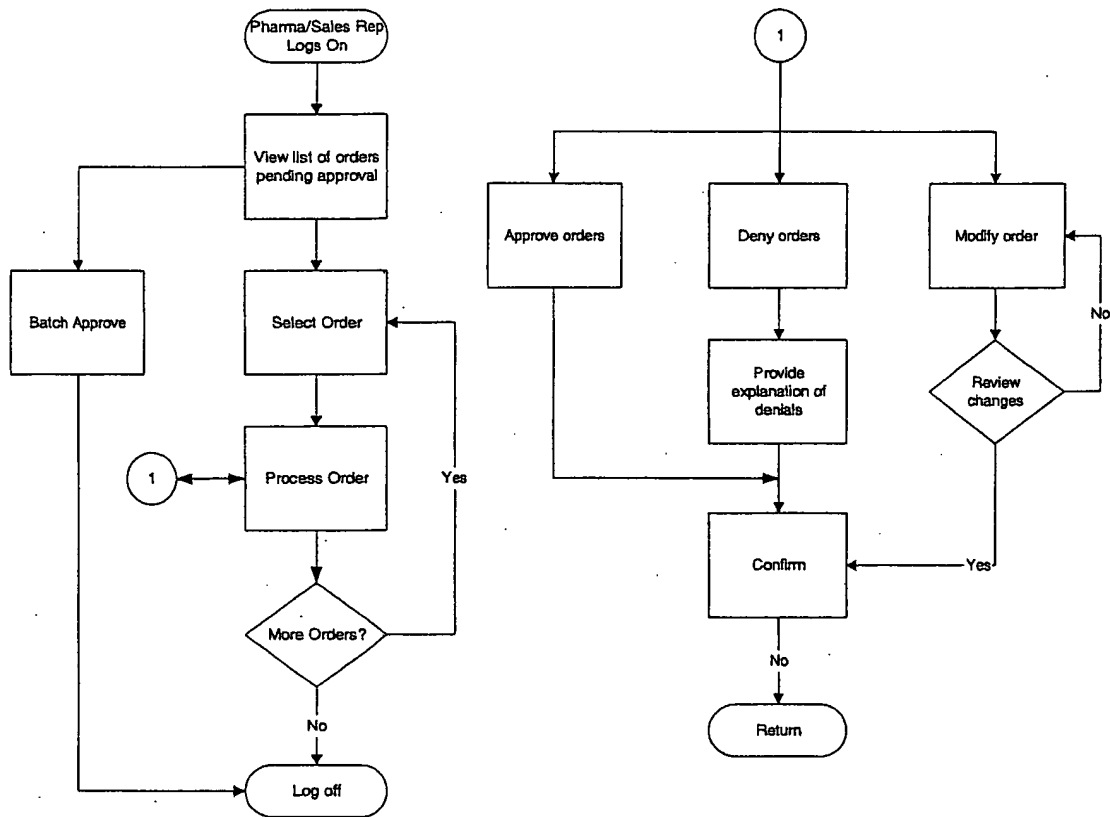 Pharma/Sales Rep
Logs On
View list of orders
pending approval
Batch Approve
Select Order
1
Process Order
Yes
More Orders?
No
Log off
1
Approve orders
Deny orders
Modify order
No
Provide
explanation of
denials
Review
changes
Confirm
Yes
No
Return